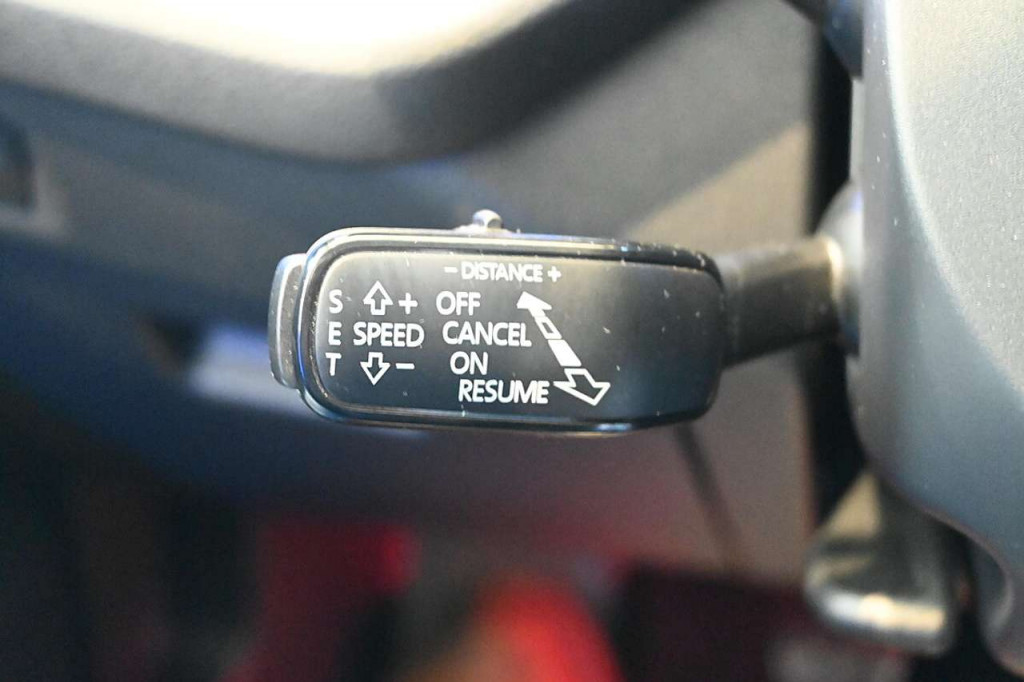 − DISTANCE +
S + OFF
E SPEED CANCEL
T − ON
RESUME